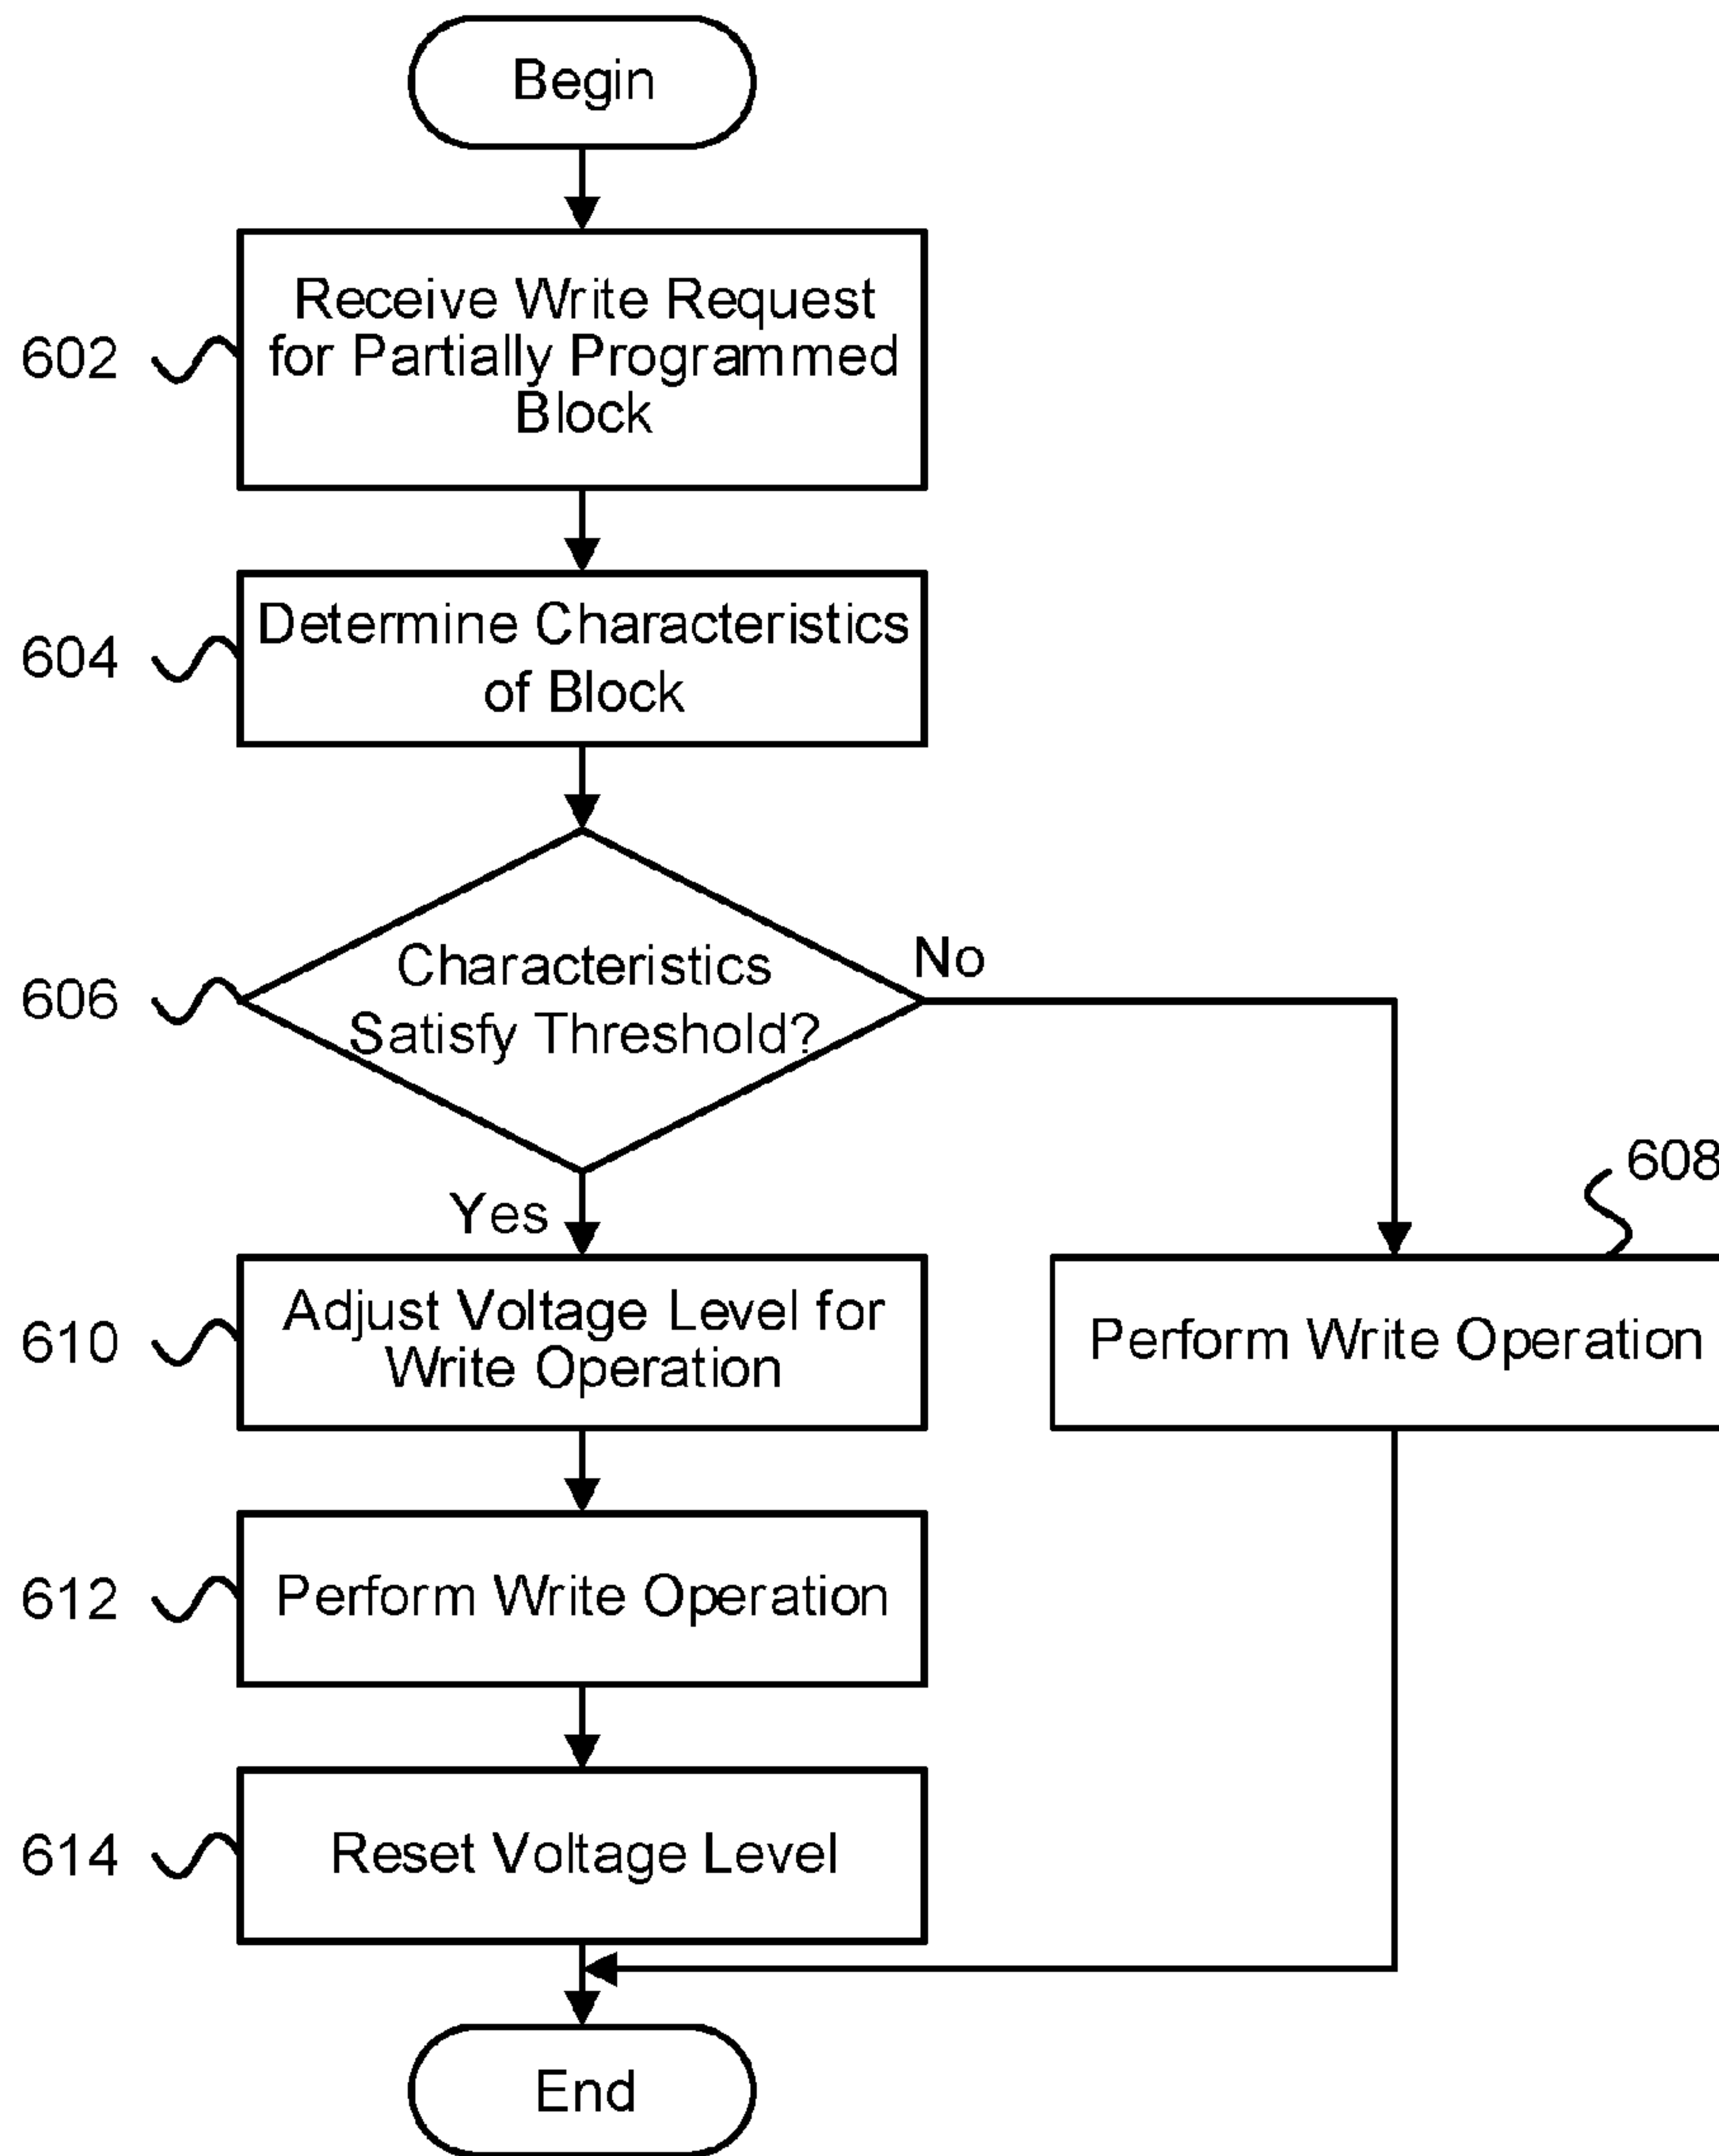 Begin
602
Receive Write Request
for Partially Programmed
Block
604
Determine Characteristics
of Block
606
Characteristics
Satisfy Threshold?
No
Yes
608
610
Adjust Voltage Level for
Write Operation
Perform Write Operation
612
Perform Write Operation
614
Reset Voltage Level
End